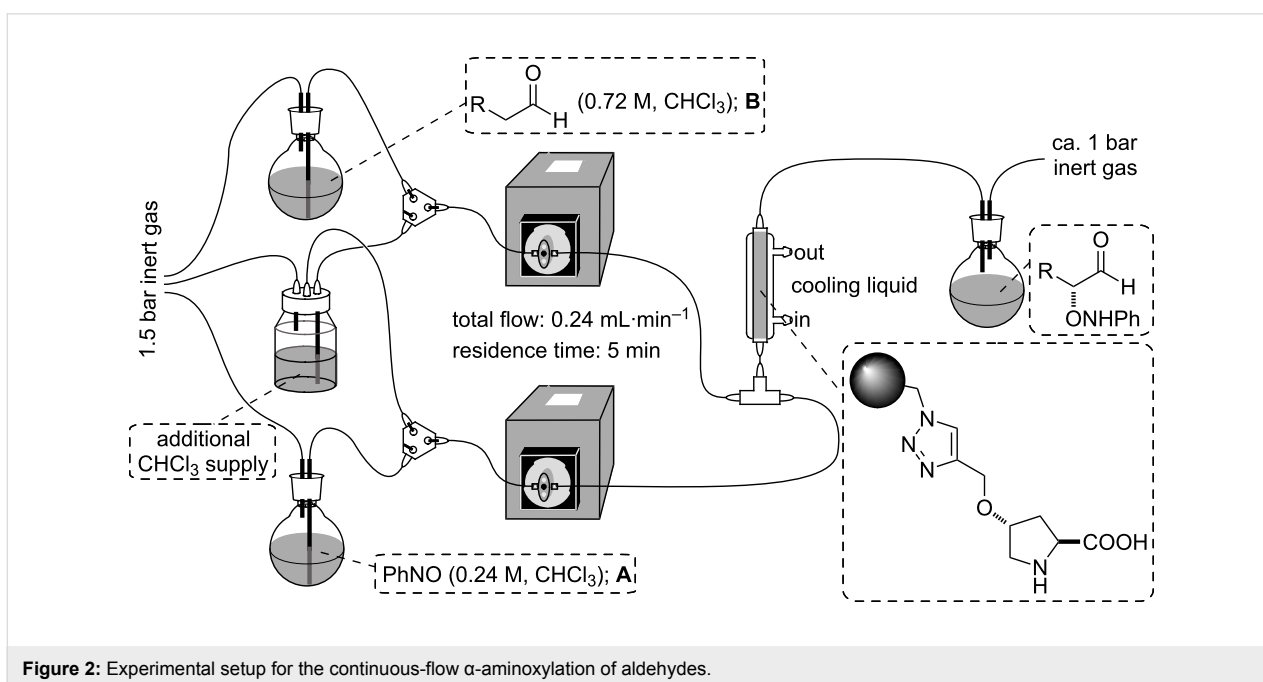 R O H (0.72 M, CHCl₃); B
1.5 bar inert gas
total flow: 0.24 mL·min⁻¹
residence time: 5 min
additional
CHCl₃ supply
PhNO (0.24 M, CHCl₃); A
out
cooling liquid
in
ca. 1 bar
inert gas
O
R H
ONHPh
N
N
N
O
COOH
N
H
Figure 2: Experimental setup for the continuous-flow α-aminoxylation of aldehydes.